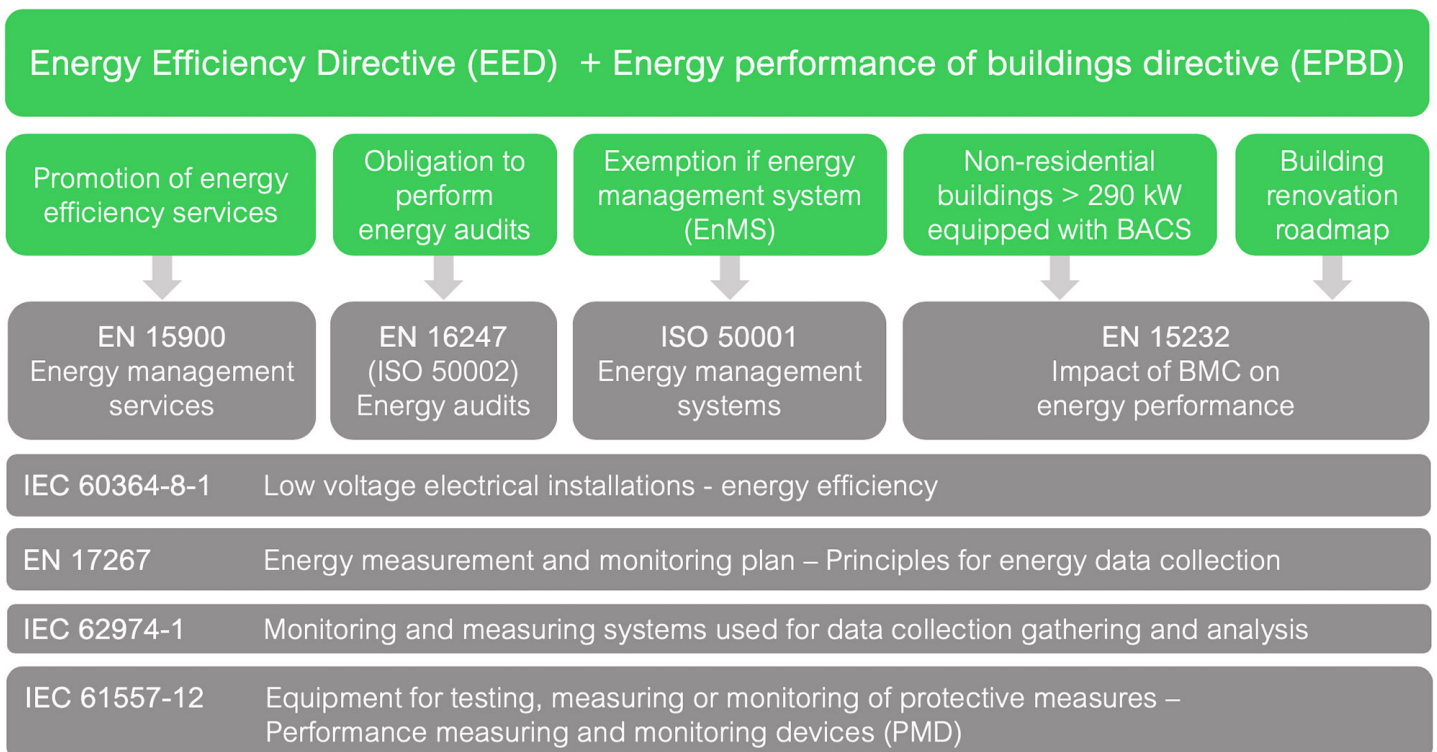 Energy Efficiency Directive (EED) + Energy performance of buildings directive (EPBD)
Promotion of energy
efficiency services
Obligation to
perform
energy audits
Exemption if energy
management system
(EnMS)
Non-residential
buildings > 290 kW
equipped with BACS
Building
renovation
roadmap
EN 15900
Energy management
services
EN 16247
(ISO 50002)
Energy audits
ISO 50001
Energy management
systems
EN 15232
Impact of BMC on
energy performance
IEC 60364-8-1 Low voltage electrical installations - energy efficiency
EN 17267 Energy measurement and monitoring plan – Principles for energy data collection
IEC 62974-1 Monitoring and measuring systems used for data collection gathering and analysis
IEC 61557-12 Equipment for testing, measuring or monitoring of protective measures –
Performance measuring and monitoring devices (PMD)